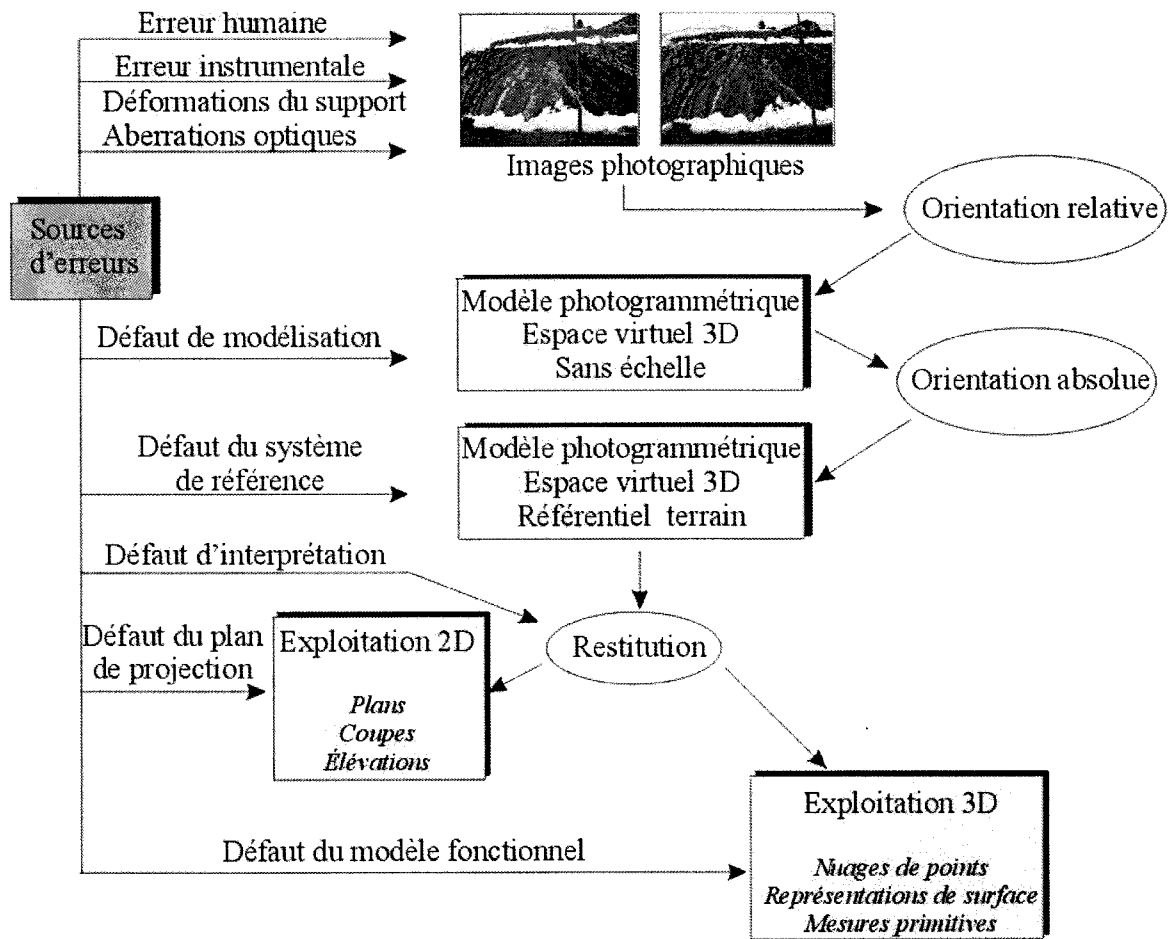 Erreur humaine
Erreur instrumentale
Déformations du support
Aberrations optiques
Images photographiques
Orientation relative
Sources
d'erreurs
Modèle photogrammétrique
Espace virtuel 3D
Sans échelle
Défaut de modélisation
Orientation absolue
Défaut du système
de référence
Modèle photogrammétrique
Espace virtuel 3D
Référentiel terrain
Défaut d'interprétation
Défaut du plan
de projection
Exploitation 2D
Plans
Coupes
Élévations
Restitution
Exploitation 3D
Nuages de points
Représentations de surface
Mesures primitives
Défaut du modèle fonctionnel